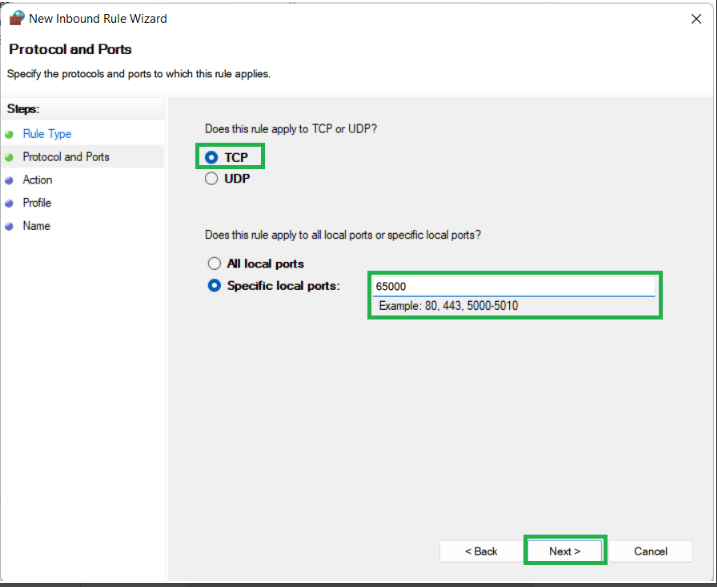 New Inbound Rule Wizard
Protocol and Ports
Specify the protocols and ports to which this rule applies.
Steps:
Rule Type
Protocol and Ports
Action
Profile
Name
Does this rule apply to TCP or UDP?
TCP
UDP
Does this rule apply to all local ports or specific local ports?
All local ports
Specific local ports:
65000
Example: 80, 443, 5000-5010
< Back
Next >
Cancel